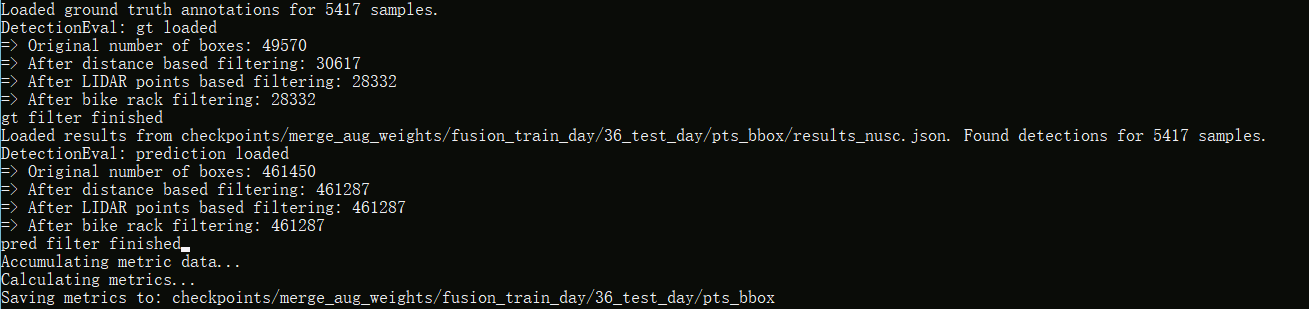 Loaded ground truth annotations for 5417 samples.
DetectionEval: gt loaded
=> Original number of boxes: 49570
=> After distance based filtering: 30617
=> After LIDAR points based filtering: 28332
=> After bike rack filtering: 28332
gt filter finished
Loaded results from checkpoints/merge_aug_weights/fusion_train_day/36_test_day/pts_bbox/results_nusc.json. Found detections for 5417 samples.
DetectionEval: prediction loaded
=> Original number of boxes: 461450
=> After distance based filtering: 461287
=> After LIDAR points based filtering: 461287
=> After bike rack filtering: 461287
pred filter finished
Accumulating metric data...
Calculating metrics...
Saving metrics to: checkpoints/merge_aug_weights/fusion_train_day/36_test_day/pts_bbox